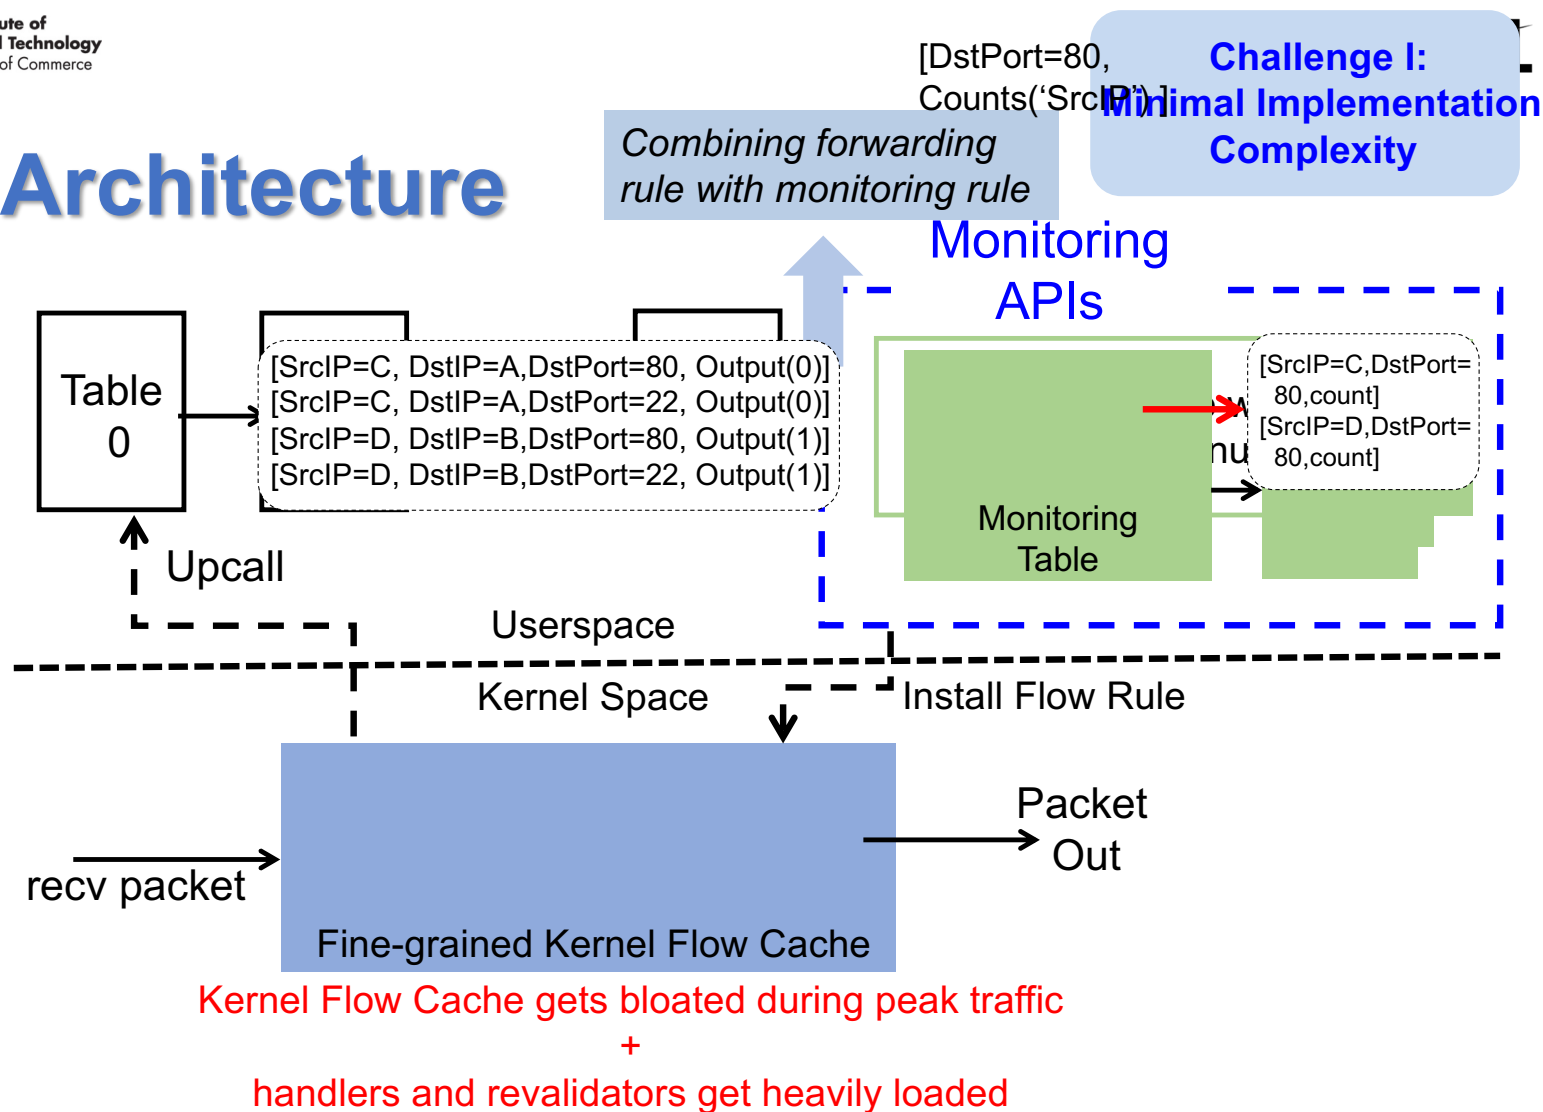 ute of
l Technology
of Commerce
[DstPort=80,
Counts(‘SrcIP’) ]
Challenge I:
Minimal Implementation
Complexity
Combining forwarding
rule with monitoring rule
Architecture
Monitoring
APIs
Table
0
[SrcIP=C, DstIP=A,DstPort=80, Output(0)]
[SrcIP=C, DstIP=A,DstPort=22, Output(0)]
[SrcIP=D, DstIP=B,DstPort=80, Output(1)]
[SrcIP=D, DstIP=B,DstPort=22, Output(1)]
[SrcIP=C,DstPort=
80,count]
[SrcIP=D,DstPort=
80,count]
Monitoring
Table
Upcall
Userspace
Kernel Space
Install Flow Rule
recv packet
Packet
Out
Fine-grained Kernel Flow Cache
Kernel Flow Cache gets bloated during peak traffic
+
handlers and revalidators get heavily loaded